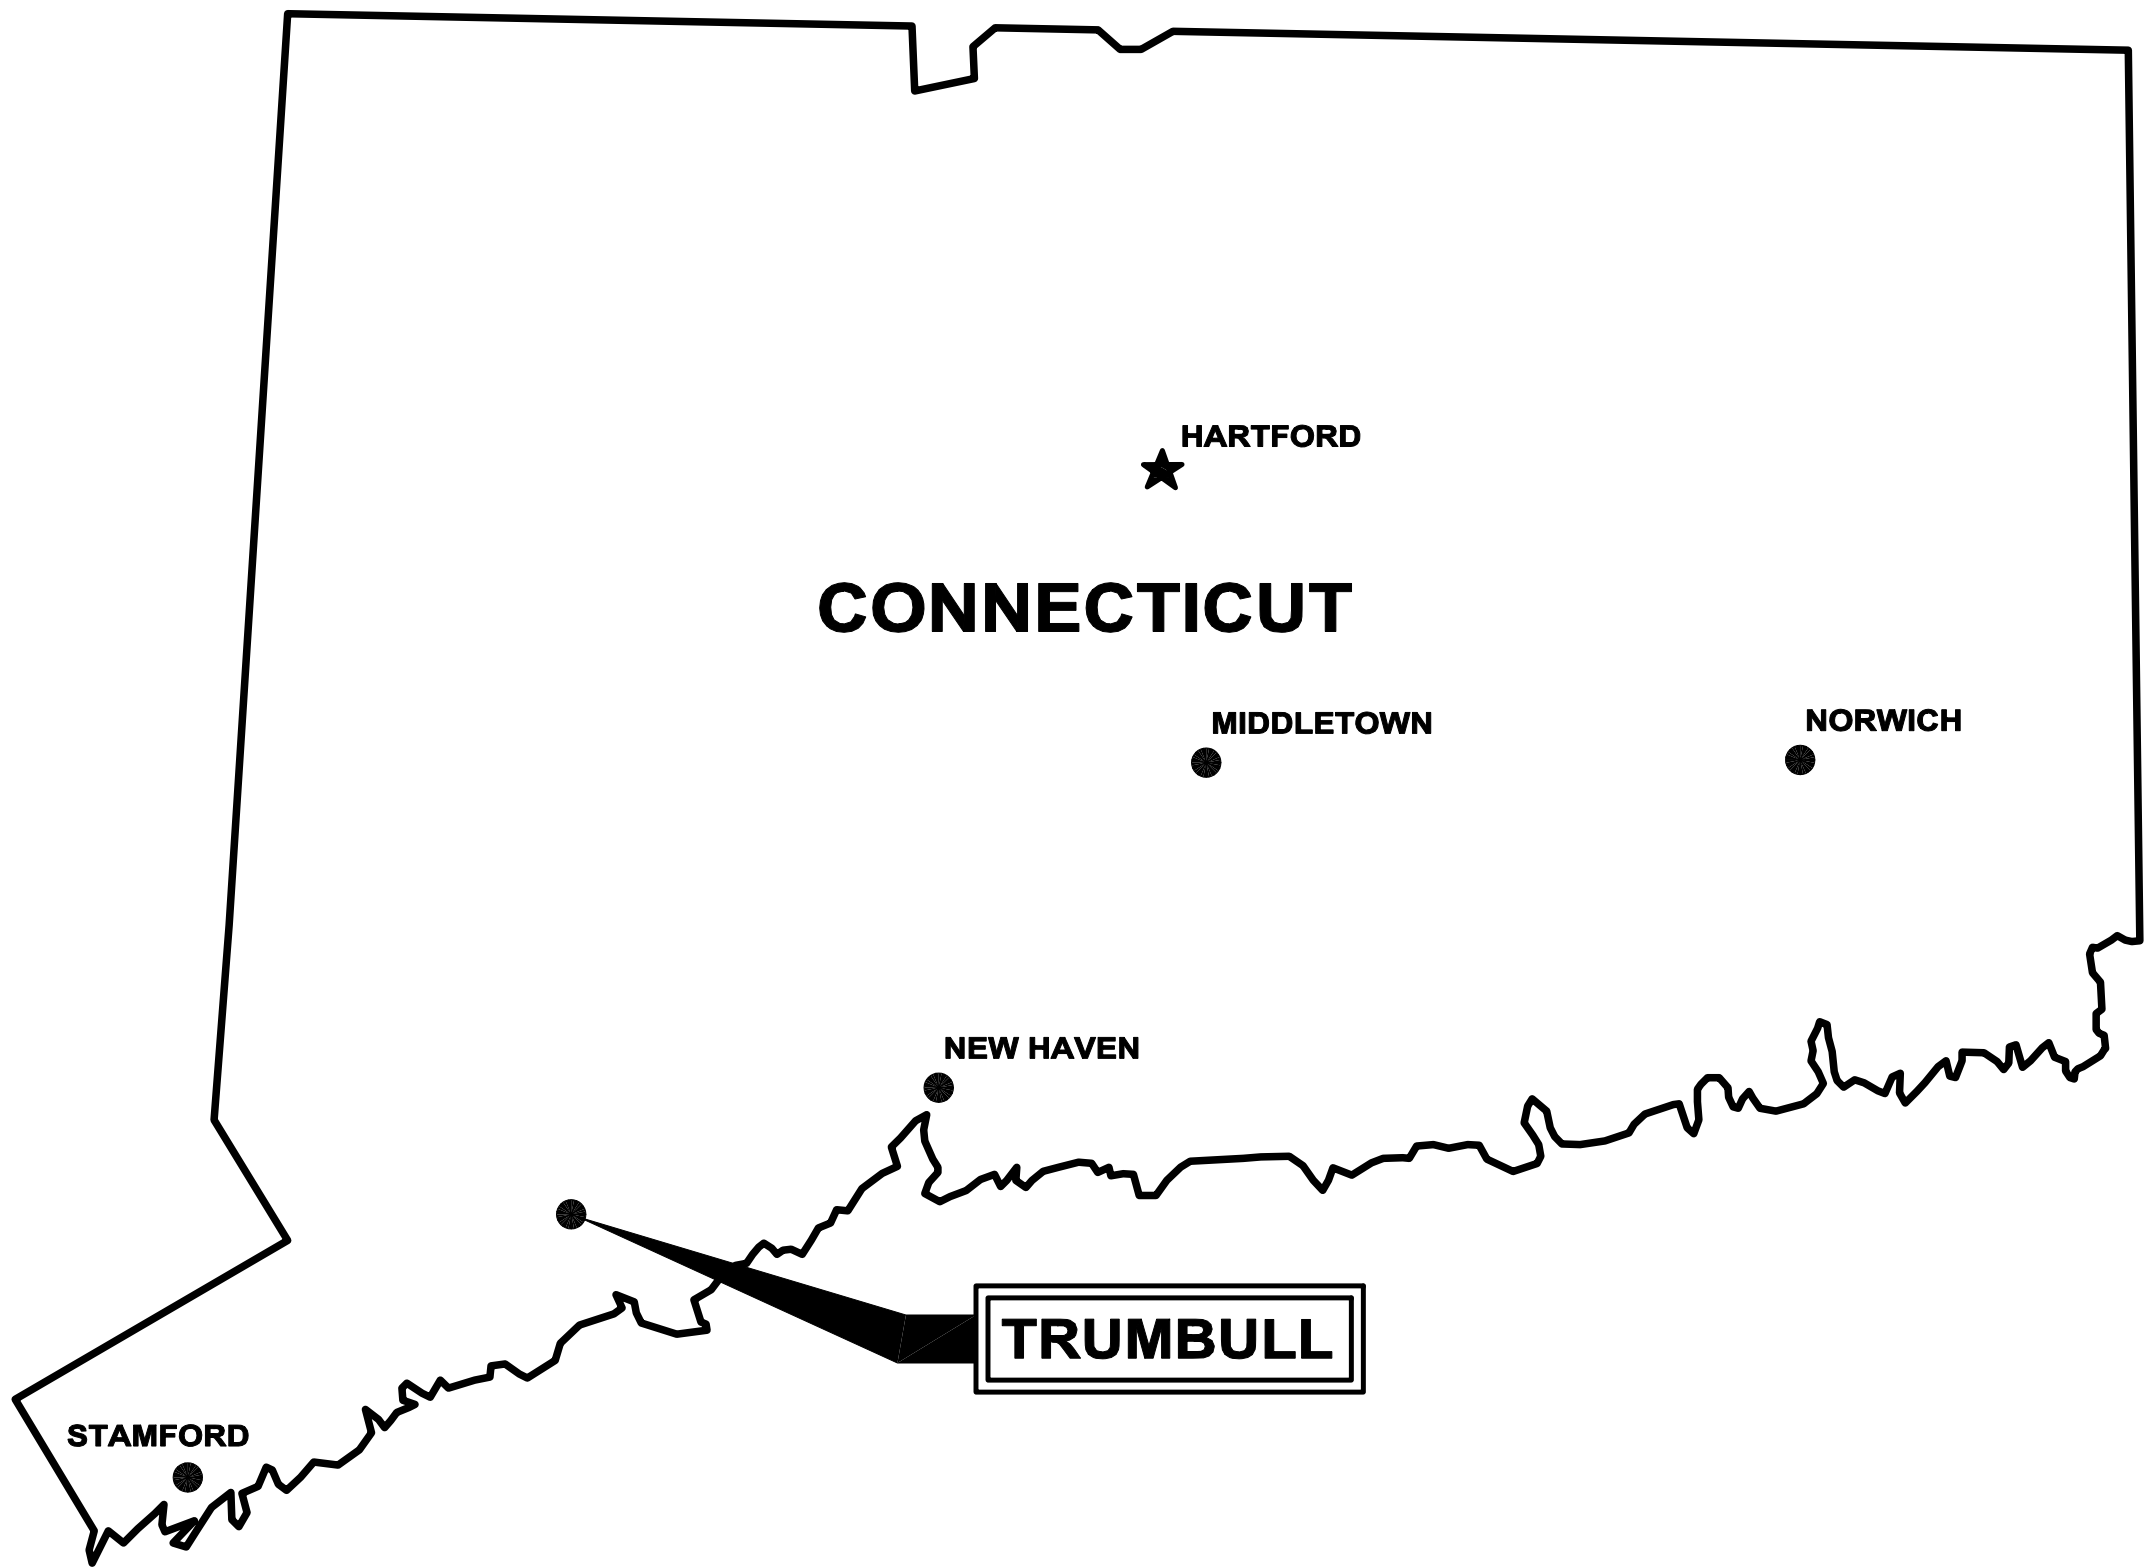 HARTFORD
CONNECTICUT
MIDDLETOWN
NORWICH
NEW HAVEN
TRUMBULL
STAMFORD